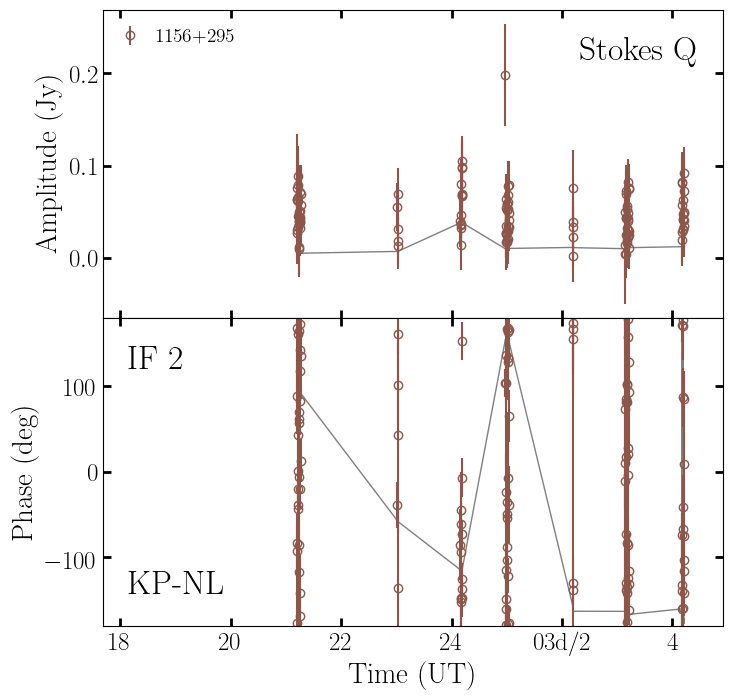 1156+295
Stokes Q
Amplitude (Jy)
0.2
0.1
0.0
IF 2
KP-NL
Phase (deg)
100
0
−100
18 20 22 24 03d/2 4
Time (UT)